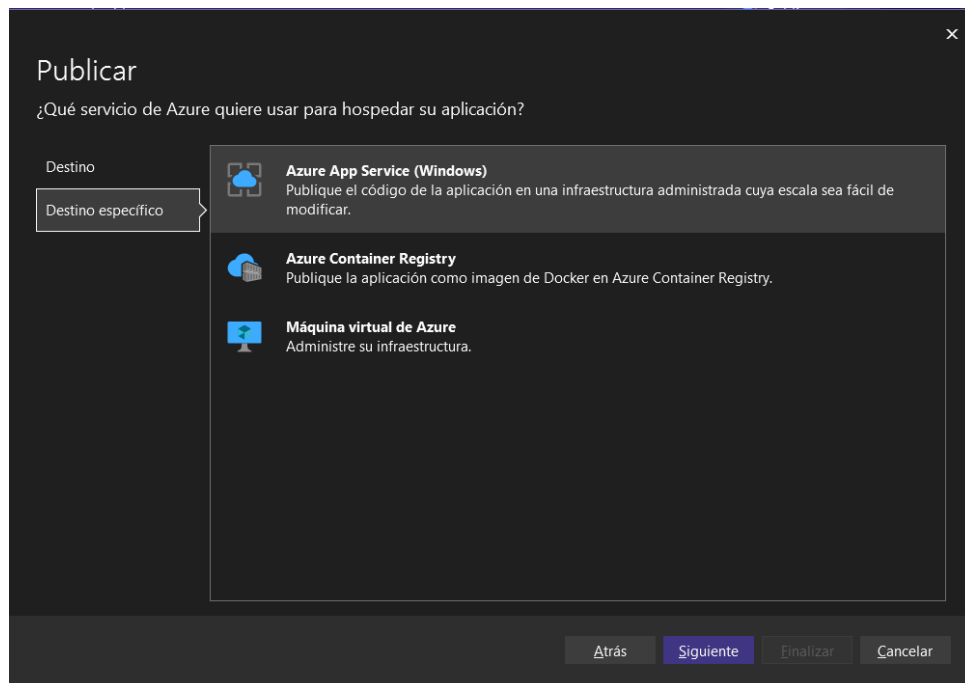 Publicar
¿Qué servicio de Azure quiere usar para hospedar su aplicación?
Destino
Destino específico
Azure App Service (Windows)
Publique el código de la aplicación en una infraestructura administrada cuya escala sea fácil de
modificar.
Azure Container Registry
Publique la aplicación como imagen de Docker en Azure Container Registry.
Máquina virtual de Azure
Administre su infraestructura.
Atrás
Siguiente
Finalizar
Cancelar